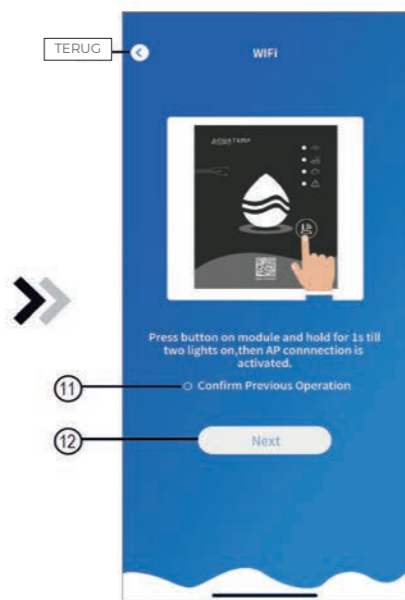 TERUG
WIFi
AQUATEMP
Press button on module and hold for 1s till
two lights on,then AP connnection is
activated.
11
Confirm Previous Operation
12
Next